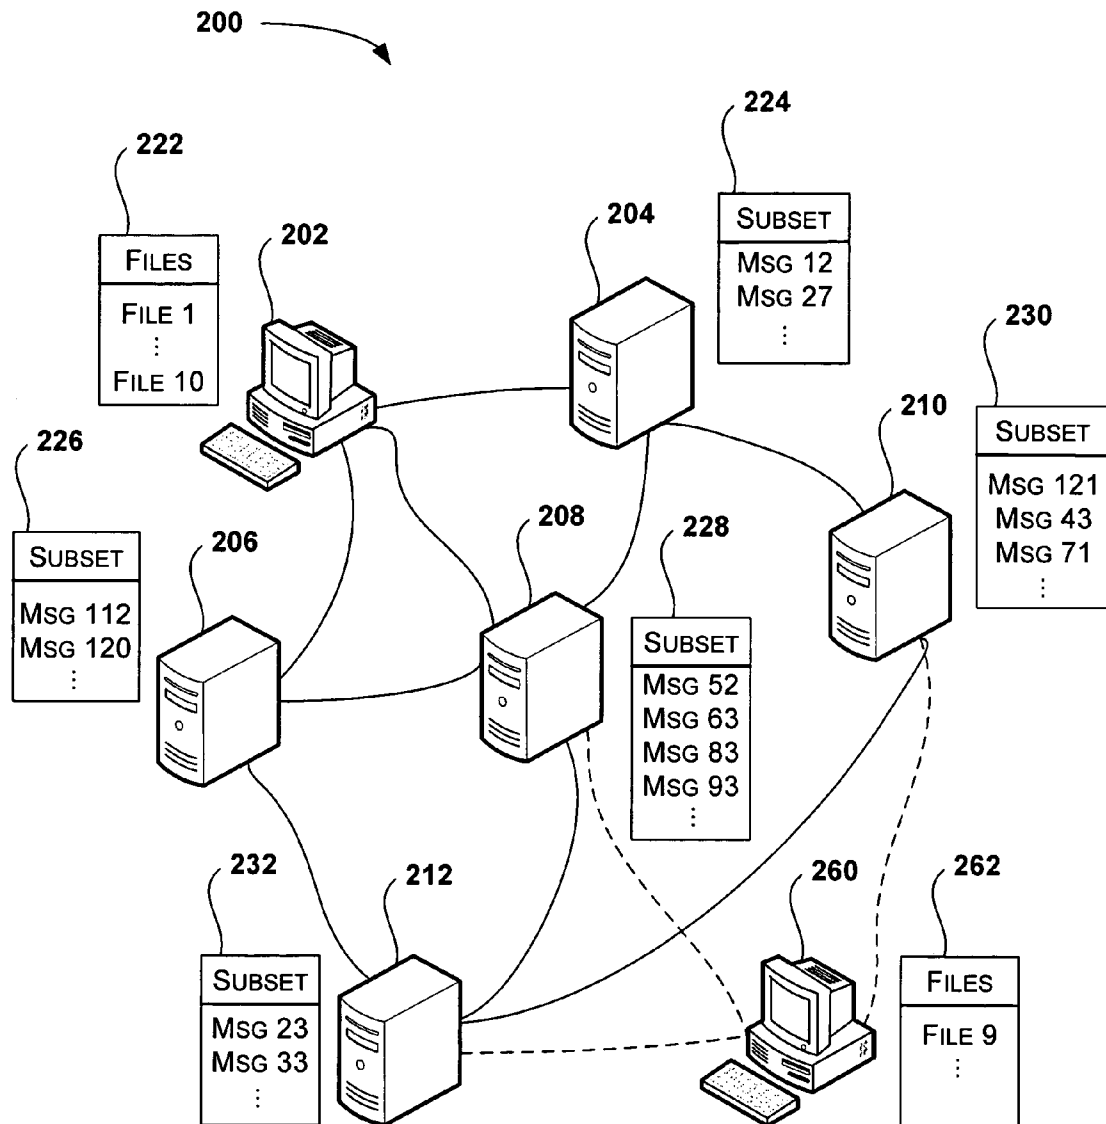 200
224
222
204
202
SUBSET
MSG 12
MSG 27
⋮
FILES
FILE 1
⋮
FILE 10
230
210
SUBSET
MSG 121
MSG 43
MSG 71
⋮
226
206
208
228
SUBSET
MSG 112
MSG 120
⋮
SUBSET
MSG 52
MSG 63
MSG 83
MSG 93
⋮
232
212
260
262
SUBSET
MSG 23
MSG 33
⋮
FILES
FILE 9
⋮